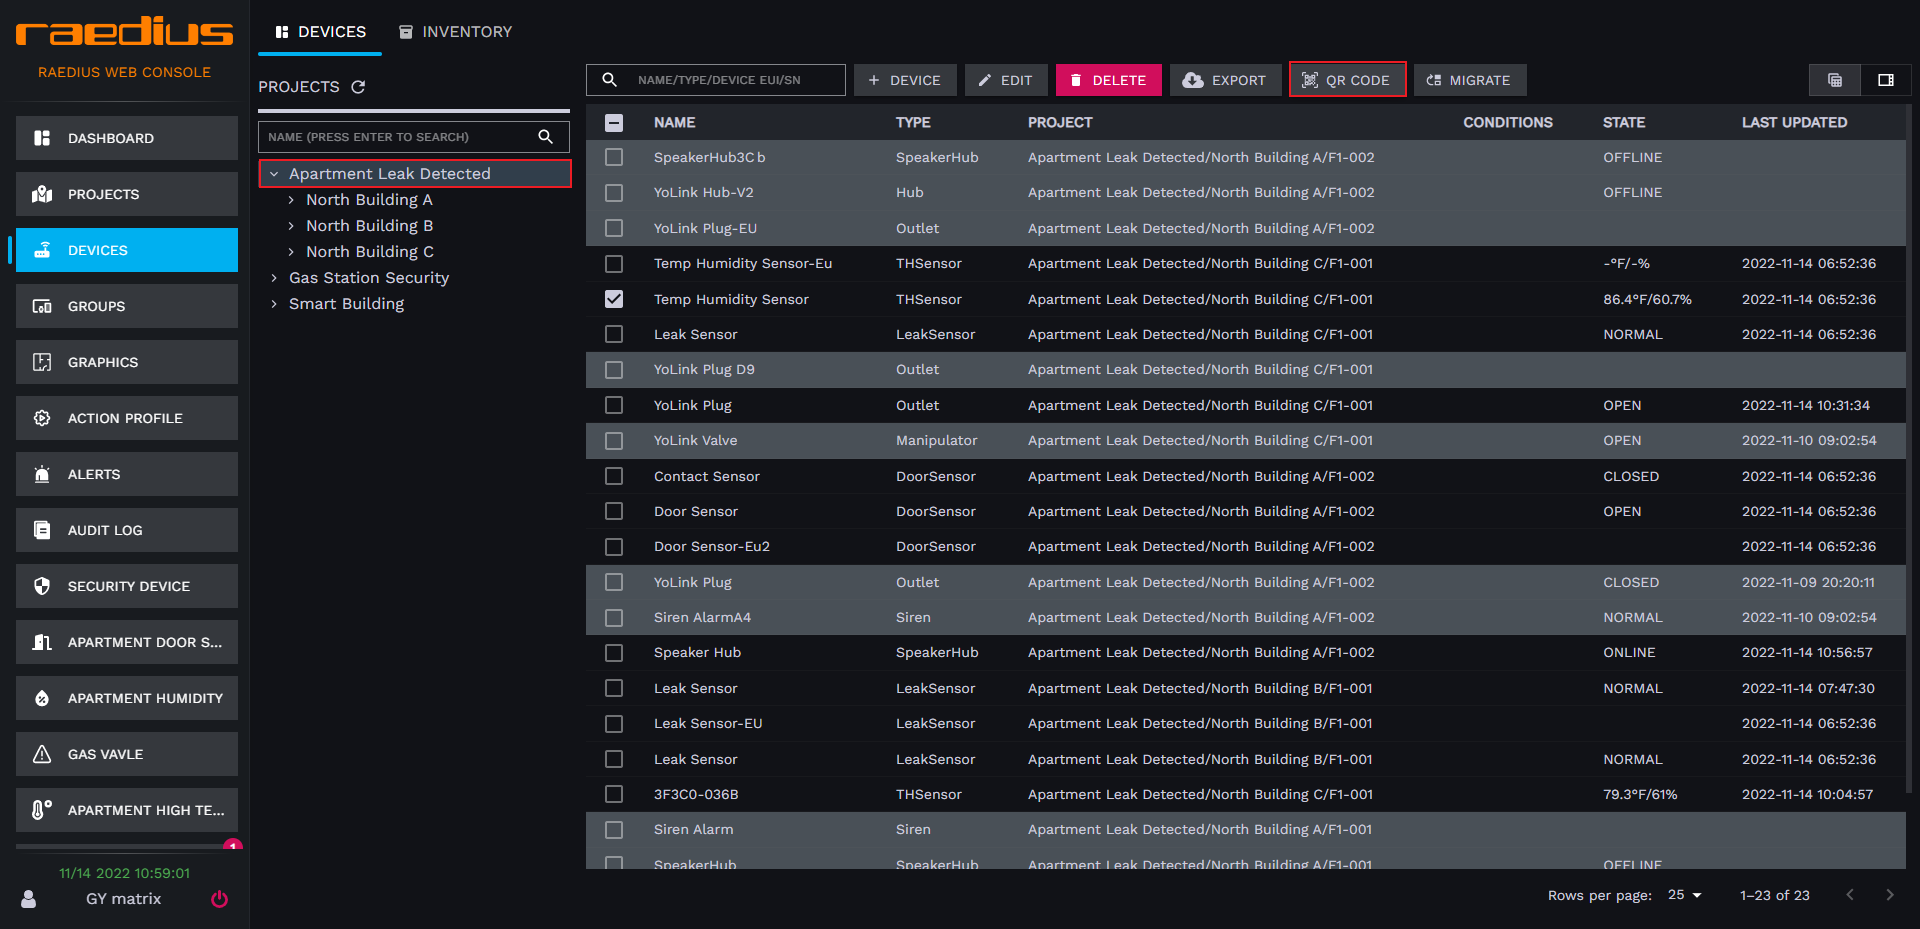 raedius
RAEDIUS WEB CONSOLE
DASHBOARD
PROJECTS
DEVICES
GROUPS
GRAPHICS
ACTION PROFILE
ALERTS
AUDIT LOG
SECURITY DEVICE
APARTMENT DOOR S...
APARTMENT HUMIDITY
GAS VAVLE
APARTMENT HIGH TE...
1
11/14 2022 10:59:01
GY matrix
DEVICES INVENTORY
PROJECTS
NAME (PRESS ENTER TO SEARCH)
Apartment Leak Detected
North Building A
North Building B
North Building C
Gas Station Security
Smart Building
NAME/TYPE/DEVICE EUI/SN + DEVICE EDIT DELETE EXPORT QR CODE MIGRATE
NAME TYPE PROJECT CONDITIONS STATE LAST UPDATED
SpeakerHub3C b SpeakerHub Apartment Leak Detected/North Building A/F1-002 OFFLINE
YoLink Hub-V2 Hub Apartment Leak Detected/North Building A/F1-002 OFFLINE
YoLink Plug-EU Outlet Apartment Leak Detected/North Building A/F1-002
Temp Humidity Sensor-Eu THSensor Apartment Leak Detected/North Building C/F1-001 -°F/-% 2022-11-14 06:52:36
Temp Humidity Sensor THSensor Apartment Leak Detected/North Building C/F1-001 86.4°F/60.7% 2022-11-14 06:52:36
Leak Sensor LeakSensor Apartment Leak Detected/North Building C/F1-001 NORMAL 2022-11-14 06:52:36
YoLink Plug D9 Outlet Apartment Leak Detected/North Building C/F1-001
YoLink Plug Outlet Apartment Leak Detected/North Building C/F1-001 OPEN 2022-11-14 10:31:34
YoLink Valve Manipulator Apartment Leak Detected/North Building C/F1-001 OPEN 2022-11-10 09:02:54
Contact Sensor DoorSensor Apartment Leak Detected/North Building A/F1-002 CLOSED 2022-11-14 06:52:36
Door Sensor DoorSensor Apartment Leak Detected/North Building A/F1-002 OPEN 2022-11-14 06:52:36
Door Sensor-Eu2 DoorSensor Apartment Leak Detected/North Building A/F1-002 2022-11-14 06:52:36
YoLink Plug Outlet Apartment Leak Detected/North Building A/F1-002 CLOSED 2022-11-09 20:20:11
Siren AlarmA4 Siren Apartment Leak Detected/North Building A/F1-002 NORMAL 2022-11-10 09:02:54
Speaker Hub SpeakerHub Apartment Leak Detected/North Building A/F1-002 ONLINE 2022-11-14 10:56:57
Leak Sensor LeakSensor Apartment Leak Detected/North Building B/F1-001 NORMAL 2022-11-14 07:47:30
Leak Sensor-EU LeakSensor Apartment Leak Detected/North Building B/F1-001 2022-11-14 06:52:36
Leak Sensor LeakSensor Apartment Leak Detected/North Building B/F1-001 NORMAL 2022-11-14 06:52:36
3F3C0-036B THSensor Apartment Leak Detected/North Building C/F1-001 79.3°F/61% 2022-11-14 10:04:57
Siren Alarm Siren Apartment Leak Detected/North Building A/F1-001
SpeakerHub SpeakerHub Apartment Leak Detected/North Building A/F1-001 OFFLINE
Rows per page: 25 1–23 of 23